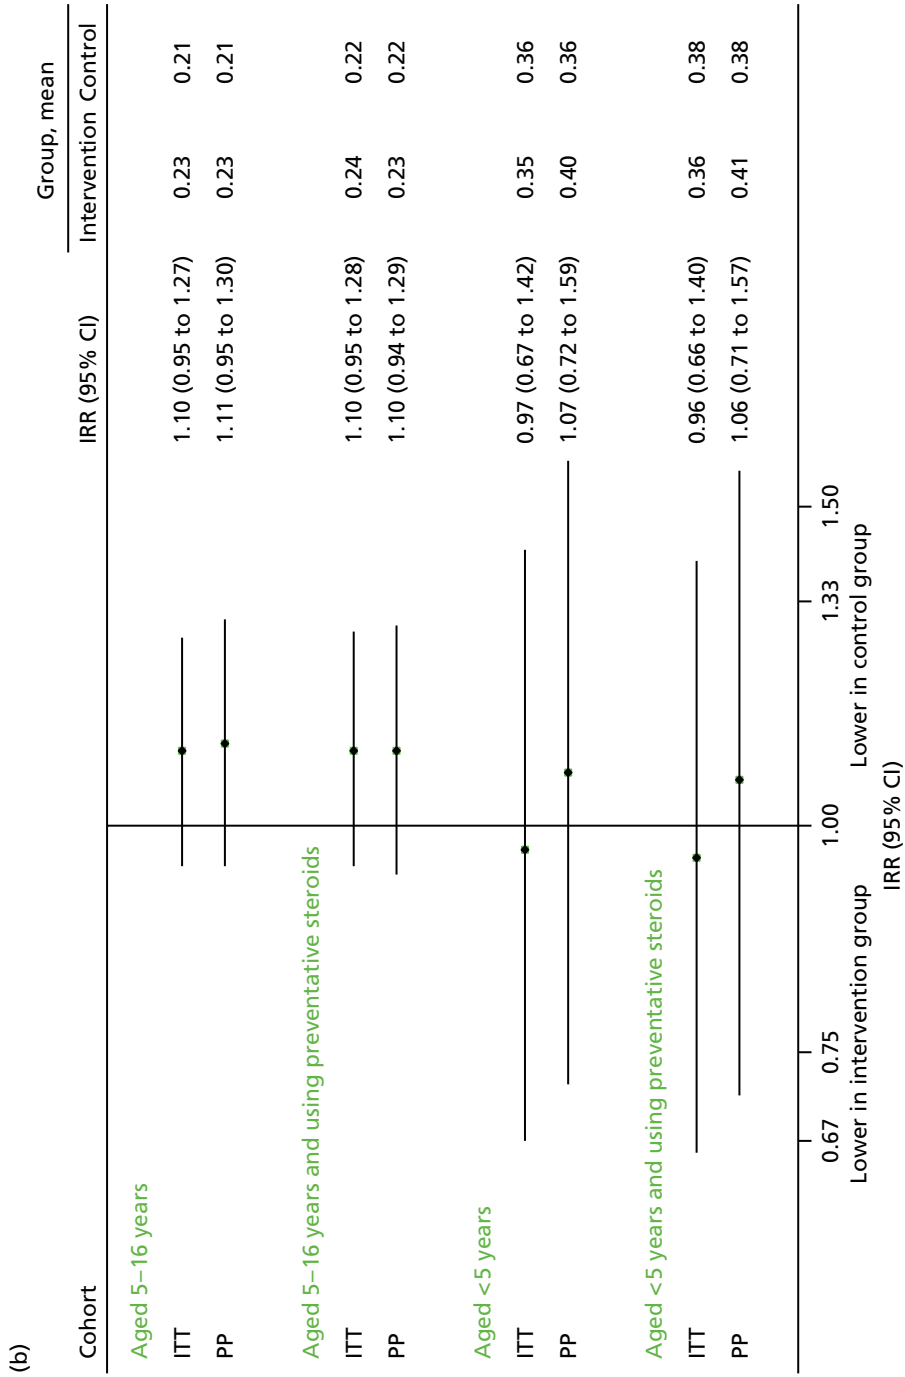 (b)
Group, mean
Cohort IRR (95% CI) Intervention Control
Aged 5–16 years
ITT 1.10 (0.95 to 1.27) 0.23 0.21
PP 1.11 (0.95 to 1.30) 0.23 0.21
Aged 5–16 years and using preventative steroids
ITT 1.10 (0.95 to 1.28) 0.24 0.22
PP 1.10 (0.94 to 1.29) 0.23 0.22
Aged <5 years
ITT 0.97 (0.67 to 1.42) 0.35 0.36
PP 1.07 (0.72 to 1.59) 0.40 0.36
Aged <5 years and using preventative steroids
ITT 0.96 (0.66 to 1.40) 0.36 0.38
PP 1.06 (0.71 to 1.57) 0.41 0.38
0.67 0.75 1.00 1.33 1.50
Lower in intervention group Lower in control group
IRR (95% CI)